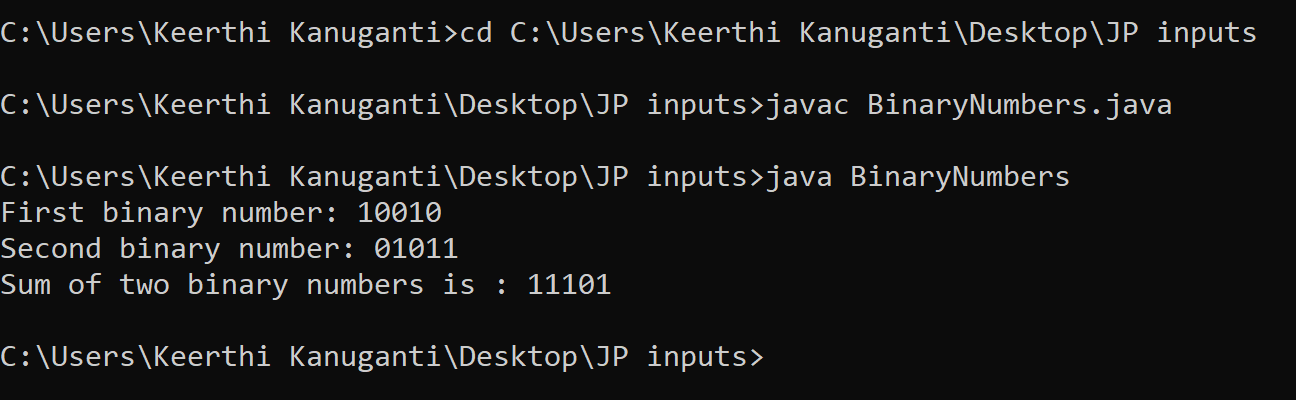 C:\Users\Keerthi Kanuganti>cd C:\Users\Keerthi Kanuganti\Desktop\JP inputs
C:\Users\Keerthi Kanuganti\Desktop\JP inputs>javac BinaryNumbers.java
C:\Users\Keerthi Kanuganti\Desktop\JP inputs>java BinaryNumbers
First binary number: 10010
Second binary number: 01011
Sum of two binary numbers is : 11101
C:\Users\Keerthi Kanuganti\Desktop\JP inputs>